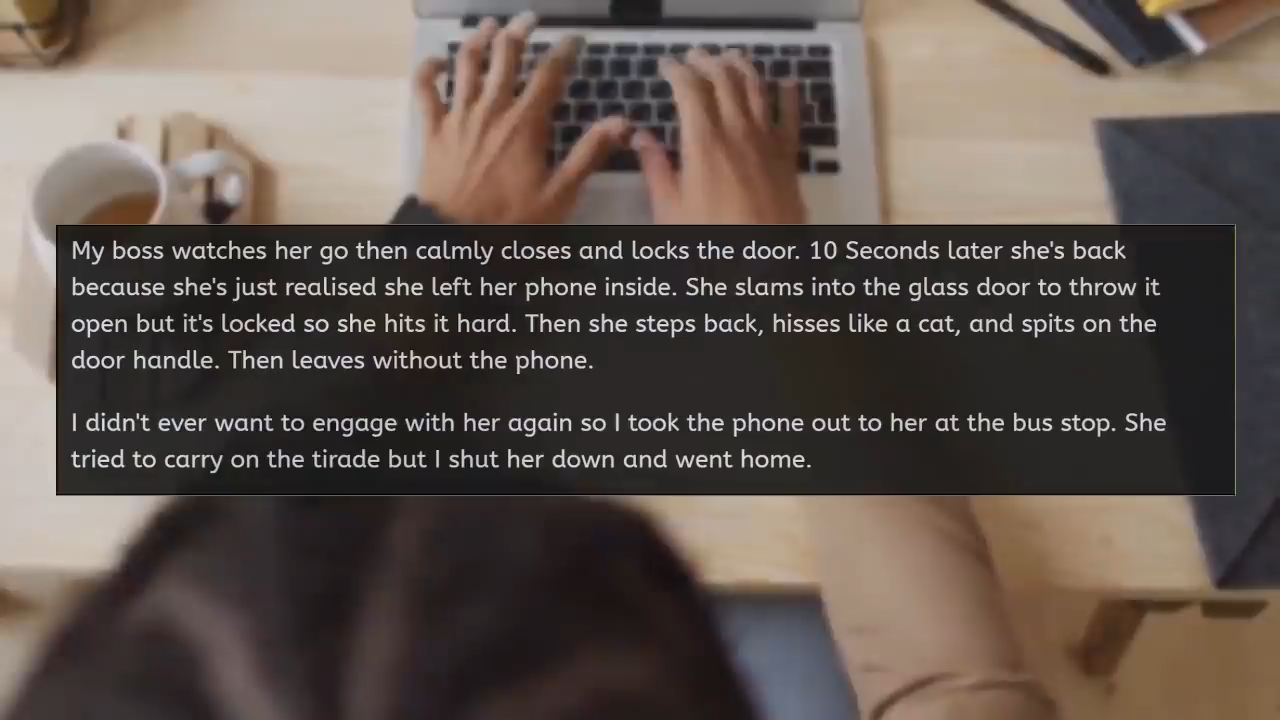 My boss watches her go then calmly closes and locks the door. 10 Seconds later she's back
because she's just realised she left her phone inside. She slams into the glass door to throw it
open but it's locked so she hits it hard. Then she steps back, hisses like a cat, and spits on the
door handle. Then leaves without the phone.
I didn't ever want to engage with her again so I took the phone out to her at the bus stop. She
tried to carry on the tirade but I shut her down and went home.